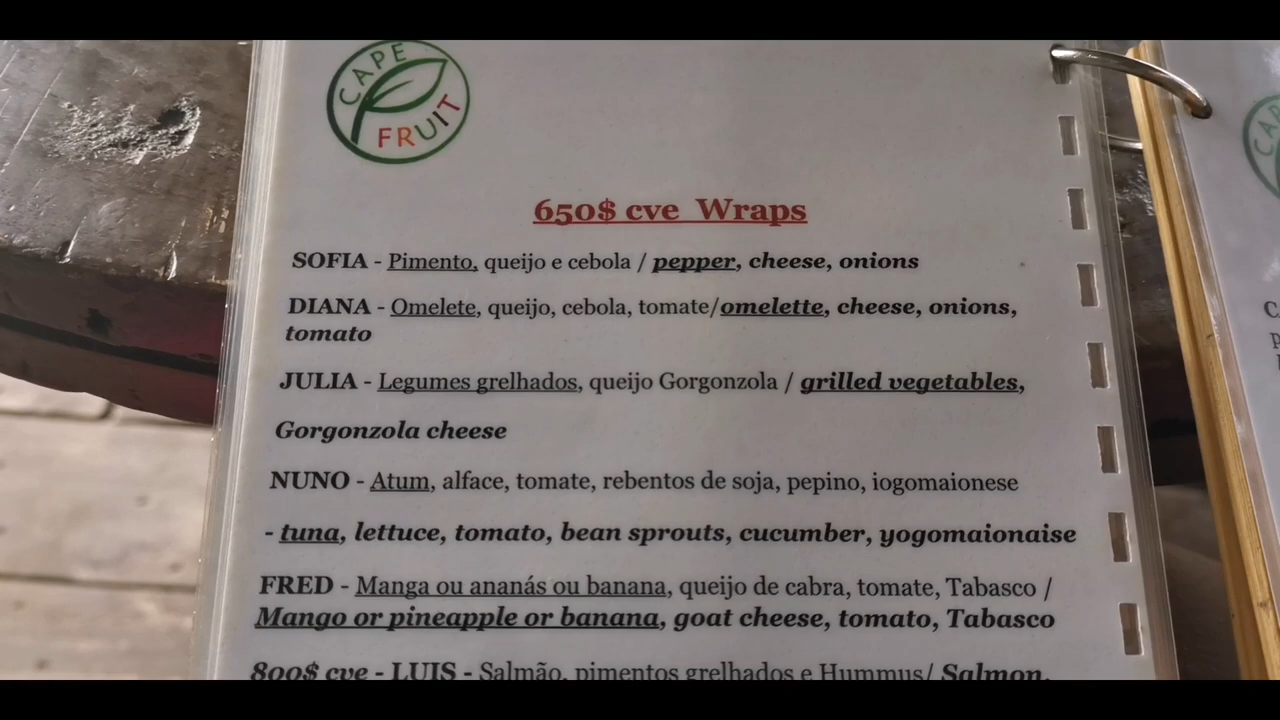 CAPE
FRUIT
650$ cve Wraps
SOFIA - Pimento, queijo e cebola / pepper, cheese, onions
DIANA - Omelete, queijo, cebola, tomate/omelette, cheese, onions,
tomato
JULIA - Legumes grelhados, queijo Gorgonzola / grilled vegetables,
Gorgonzola cheese
NUNO - Atum, alface, tomate, rebentos de soja, pepino, iogomaionese
- tuna, lettuce, tomato, bean sprouts, cucumber, yogomaionaise
FRED - Manga ou ananás ou banana, queijo de cabra, tomate, Tabasco /
Mango or pineapple or banana, goat cheese, tomato, Tabasco
800$ cve - LUIS - Salmão, pimentos grelhados e Hummus/ Salmon,